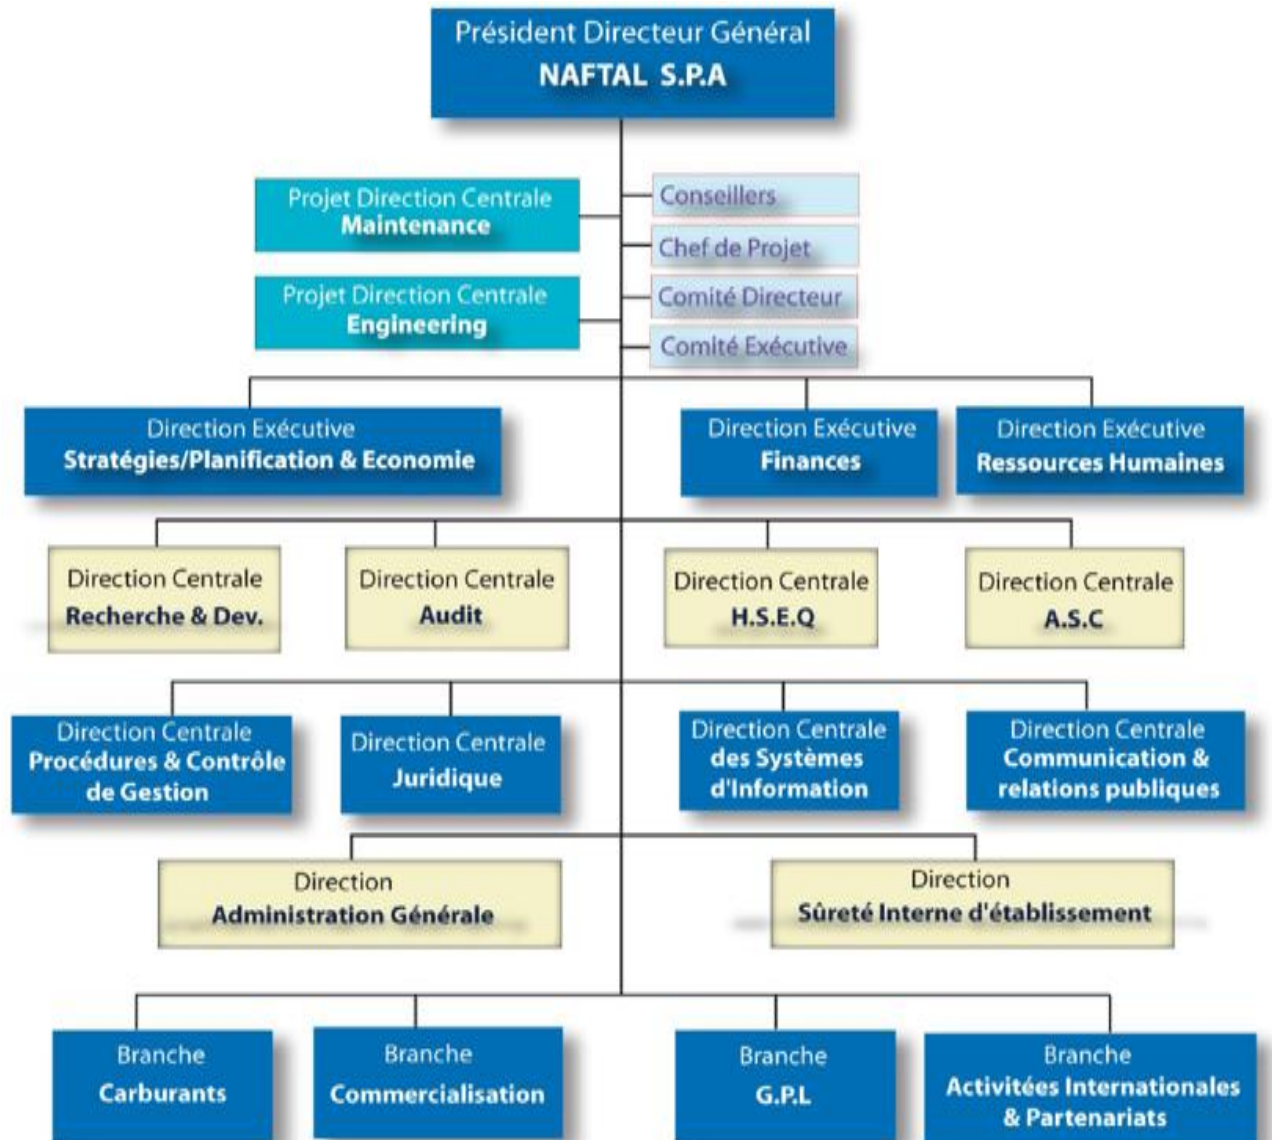 Président Directeur Général
NAFTAL S.P.A
Projet Direction Centrale
Maintenance
Projet Direction Centrale
Engineering
Conseillers
Chef de Projet
Comité Directeur
Comité Exécutive
Direction Exécutive
Stratégies/Planification & Economie
Direction Exécutive
Finances
Direction Exécutive
Ressources Humaines
Direction Centrale
Recherche & Dev.
Direction Centrale
Audit
Direction Centrale
H.S.E.Q
Direction Centrale
A.S.C
Direction Centrale
Procédures & Contrôle
de Gestion
Direction Centrale
Juridique
Direction Centrale
des Systèmes
d'Information
Direction Centrale
Communication &
relations publiques
Direction
Administration Générale
Direction
Sûreté Interne d'établissement
Branche
Carburants
Branche
Commercialisation
Branche
G.P.L
Branche
Activitées Internationales
& Partenariats